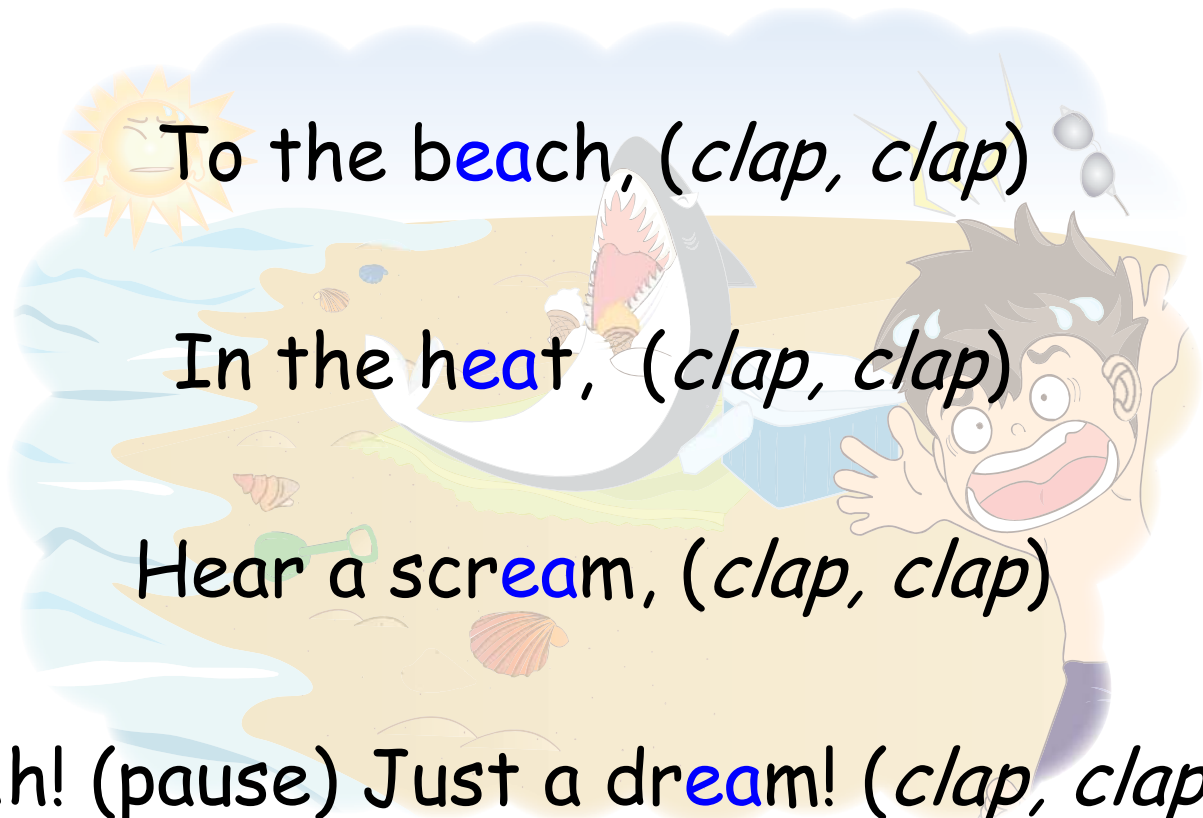 To the beach, (clap, clap)
In the heat, (clap, clap)
Hear a scream, (clap, clap)
(pause) Just a dream! (clap, clap